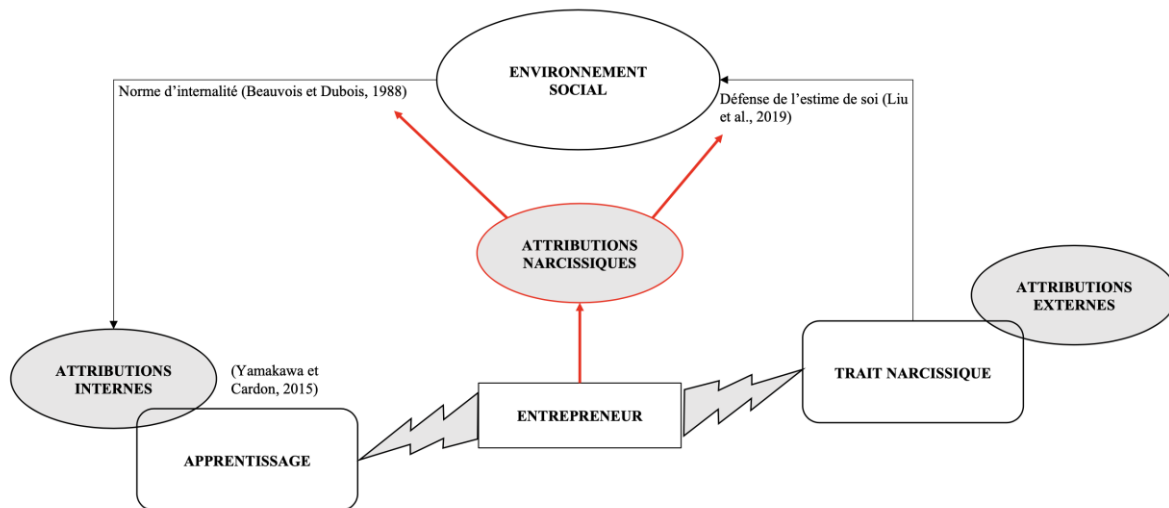 ENVIRONNEMENT
SOCIAL
Norme d’internalité (Beauvois et Dubois, 1988)
Défense de l’estime de soi (Liu
et al., 2019)
ATTRIBUTIONS
NARCISSIQUES
ATTRIBUTIONS
EXTERNES
ATTRIBUTIONS
INTERNES
(Yamakawa et
Cardon, 2015)
TRAIT NARCISSIQUE
ENTREPRENEUR
APPRENTISSAGE